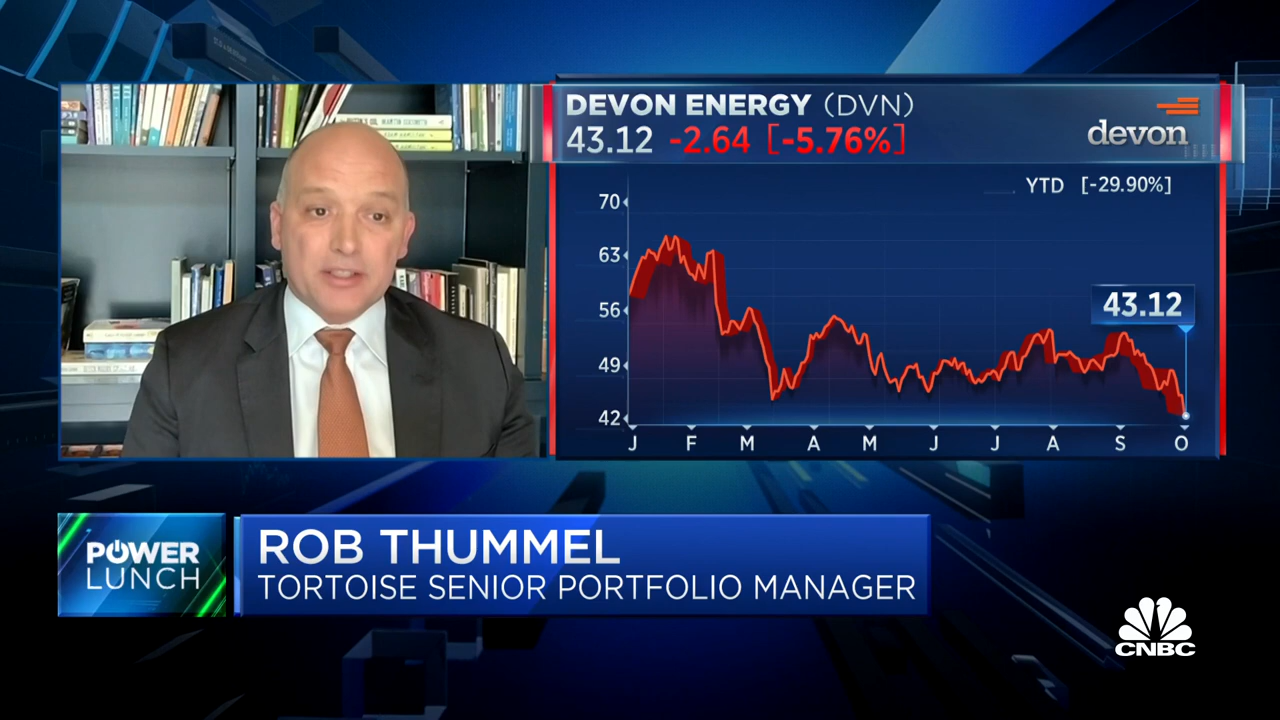 DEVON ENERGY (DVN)
43.12 -2.64 [-5.76%]
devon
YTD [-29.90%]
70
63
56
49
42
43.12
J F M A M J J A S O
POWER
LUNCH
ROB THUMMEL
TORTOISE SENIOR PORTFOLIO MANAGER
CNBC